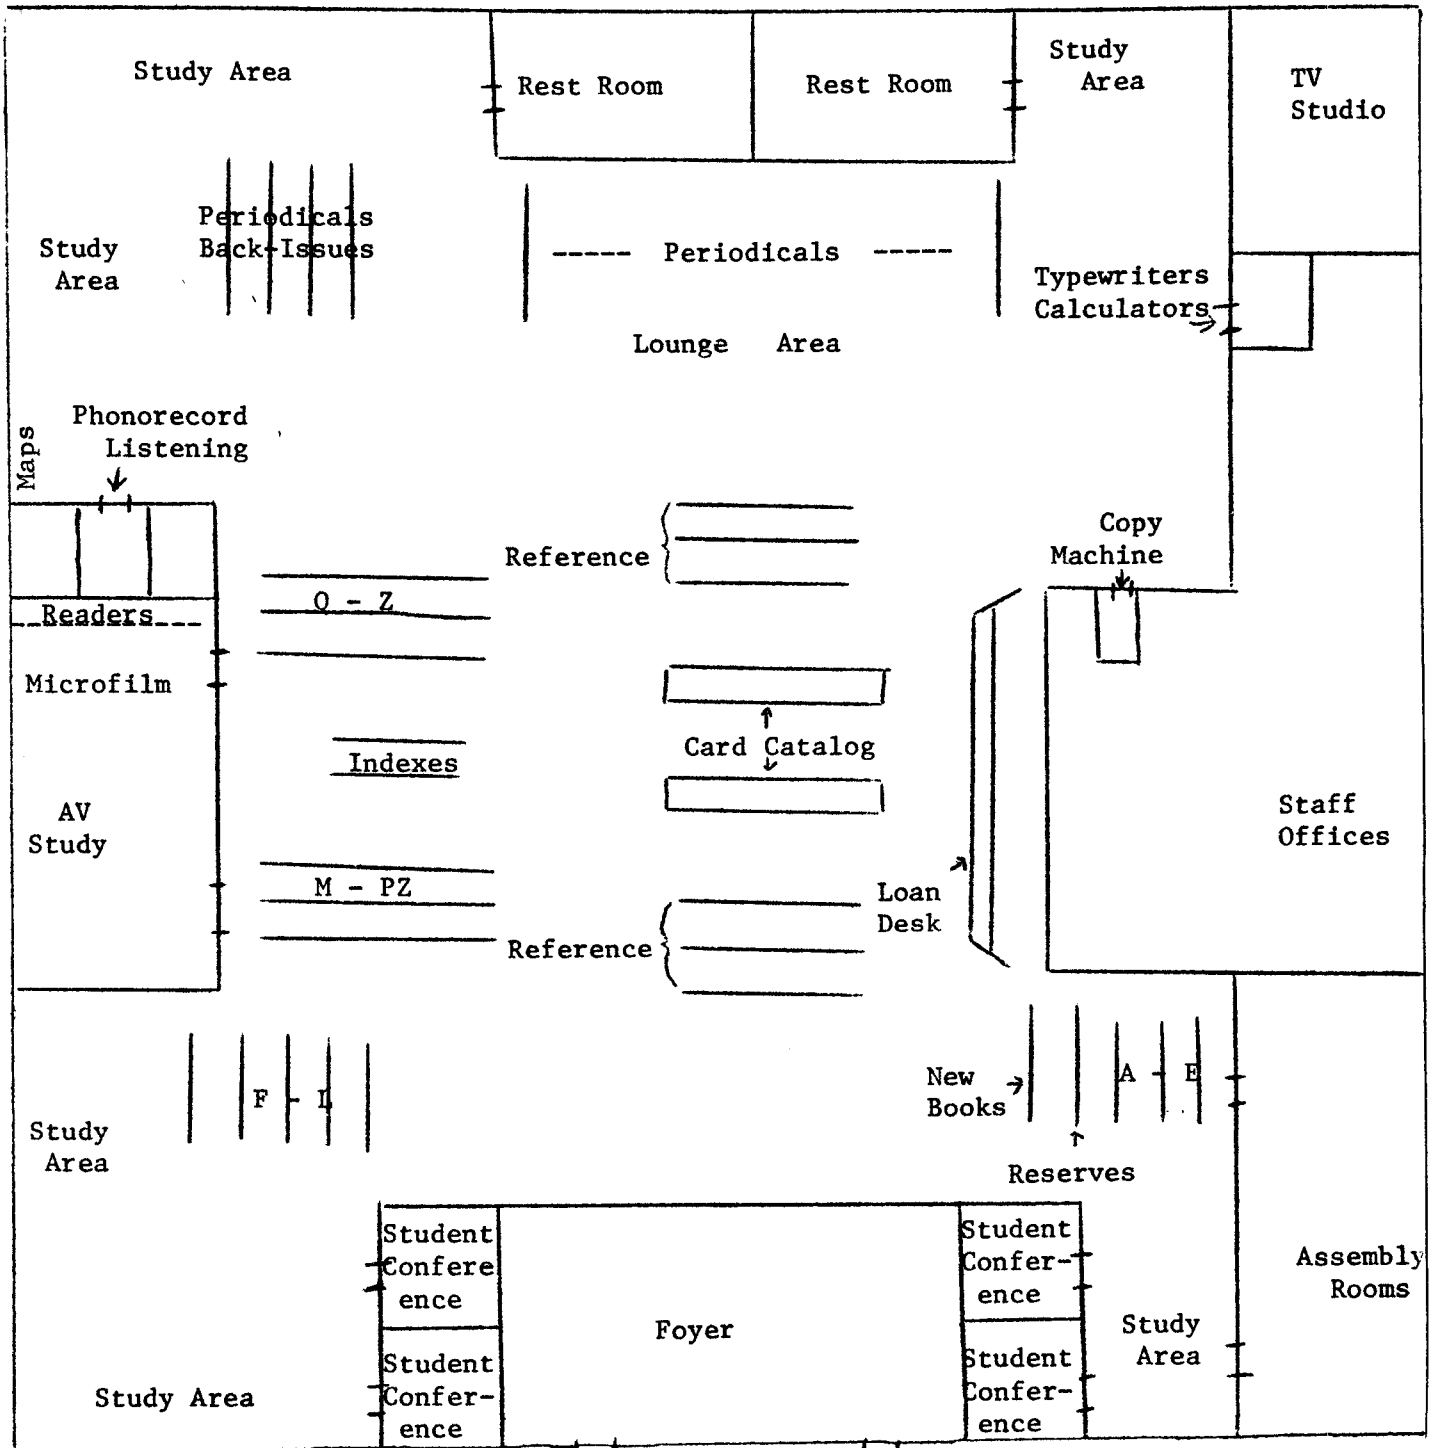 Study Area
Rest Room
Rest Room
Study
Area
TV
Studio
Periodicals
Back-Issues
Study
Area
----- Periodicals -----
Typewriters
Calculators
Lounge Area
Maps
Phonorecord
Listening
Copy
Machine
Reference
Q - Z
Readers
Microfilm
Card Catalog
Indexes
AV
Study
Staff
Offices
M - PZ
Loan
Desk
Reference
New
Books
A - E
F - L
Study
Area
Reserves
Student
Confere
ence
Student
Confer-
ence
Foyer
Student
Confer-
ence
Student
Confer-
ence
Study
Area
Assembly
Rooms
Study Area